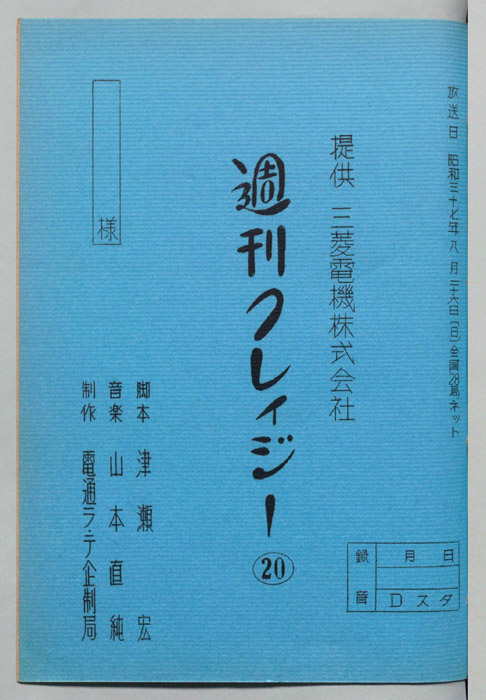 放送日 昭和三十七年八月二十六日(日)全国28局ネット
提供 三菱電機株式会社
週刊クレイジー⑳
様
脚本 津瀬 宏
音楽 山本直純
制作 電通ラ・テ企制局
録音 月 日
Dスタ